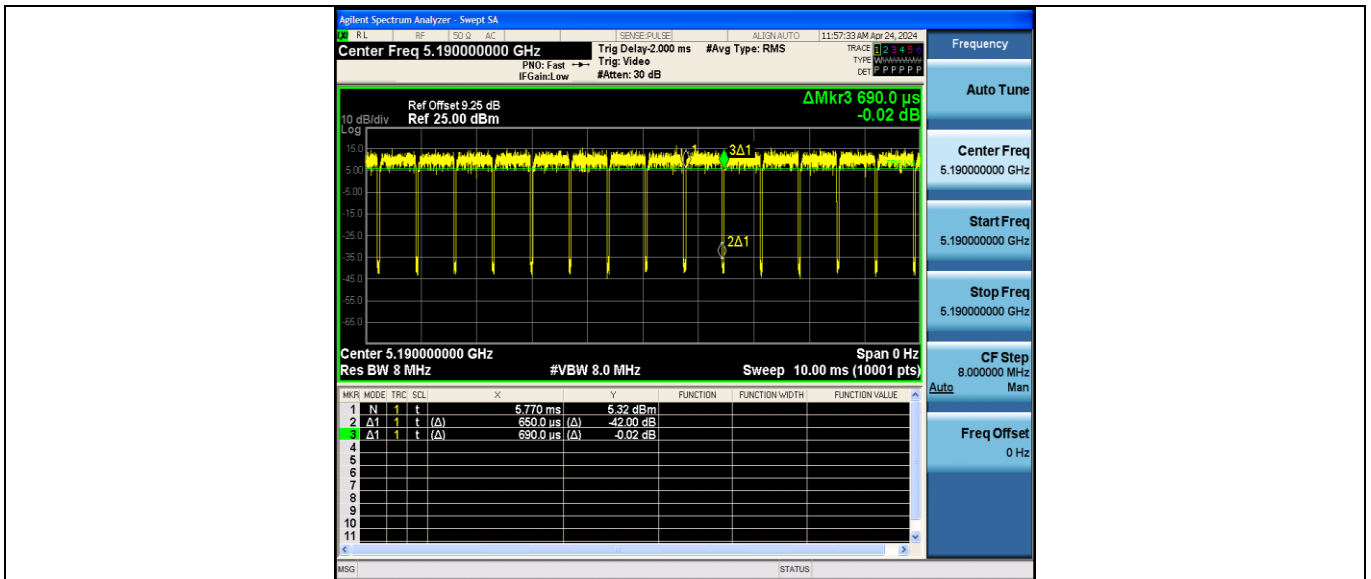 Agilent Spectrum Analyzer - Swept SA
RL RF 50 Ω AC SENSE:PULSE ALIGN AUTO 11:57:33 AM Apr 24, 2024
Center Freq 5.190000000 GHz
PNO: Fast
IFGain:Low
Trig Delay-2.000 ms
Trig: Video
#Atten: 30 dB
#Avg Type: RMS
TRACE 1 2 3 4 5 6
TYPE
DET P P P P P P
Frequency
ΔMkr3 690.0 µs
-0.02 dB
10 dB/div
Log
Ref Offset 9.25 dB
Ref 25.00 dBm
15.0
5.00
-5.00
-15.0
-25.0
-35.0
-45.0
-55.0
-65.0
1
3Δ1
2Δ1
Center 5.190000000 GHz Span 0 Hz
Res BW 8 MHz #VBW 8.0 MHz Sweep 10.00 ms (10001 pts)
MKR MODE TRC SCL X Y FUNCTION FUNCTION WIDTH FUNCTION VALUE
1 N 1 t 5.770 ms 5.32 dBm
2 Δ1 1 t (Δ) 650.0 µs (Δ) -42.00 dB
3 Δ1 1 t (Δ) 690.0 µs (Δ) -0.02 dB
4
5
6
7
8
9
10
11
MSG STATUS
Auto Tune
Center Freq
5.190000000 GHz
Start Freq
5.190000000 GHz
Stop Freq
5.190000000 GHz
CF Step
8.000000 MHz
Auto Man
Freq Offset
0 Hz